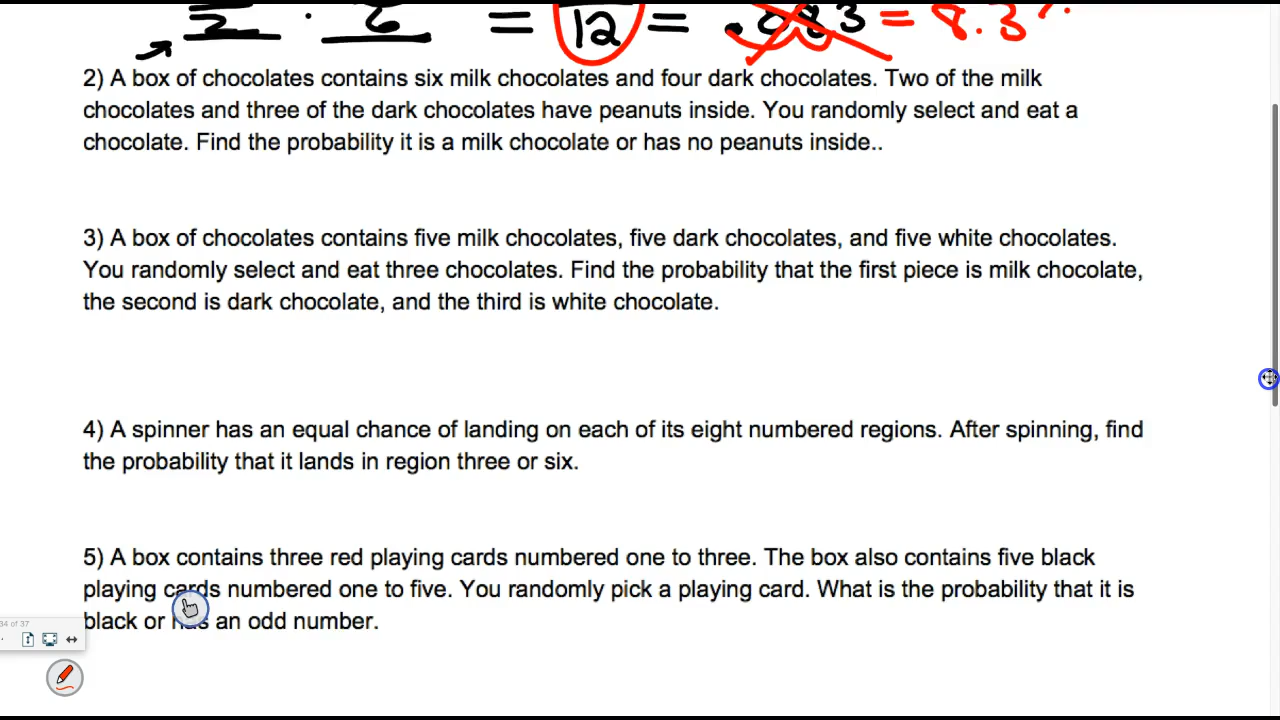 2 · 6 = 12 = .083 = 8.3%
2) A box of chocolates contains six milk chocolates and four dark chocolates. Two of the milk
chocolates and three of the dark chocolates have peanuts inside. You randomly select and eat a
chocolate. Find the probability it is a milk chocolate or has no peanuts inside..
3) A box of chocolates contains five milk chocolates, five dark chocolates, and five white chocolates.
You randomly select and eat three chocolates. Find the probability that the first piece is milk chocolate,
the second is dark chocolate, and the third is white chocolate.
4) A spinner has an equal chance of landing on each of its eight numbered regions. After spinning, find
the probability that it lands in region three or six.
5) A box contains three red playing cards numbered one to three. The box also contains five black
playing cards numbered one to five. You randomly pick a playing card. What is the probability that it is
black or has an odd number.
34 of 37